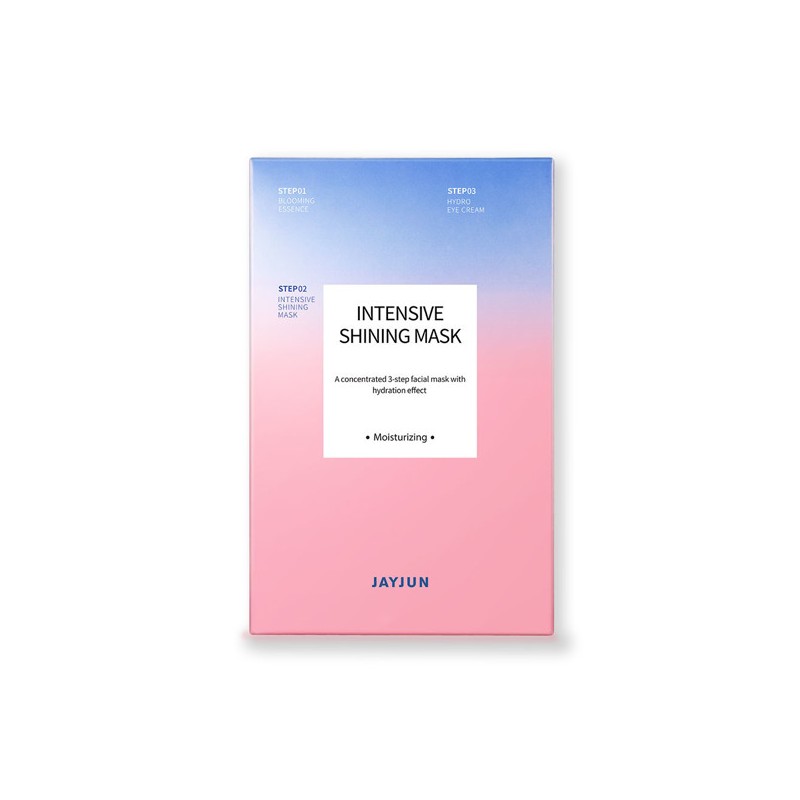 STEP01
BLOOMING
ESSENCE
STEP03
HYDRO
EYE CREAM
STEP02
INTENSIVE
SHINING
MASK
INTENSIVE
SHINING MASK
A concentrated 3-step facial mask with
hydration effect
• Moisturizing •
JAYJUN